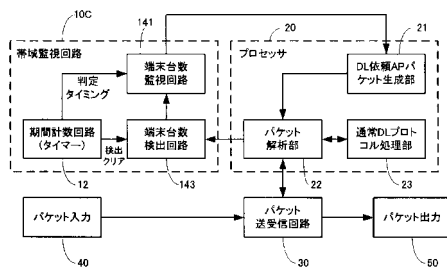 10C
141
20
21
帯域監視回路
プロセッサ
端末台数
監視回路
DL依頼APパ
ケット生成部
判定
タイミング
期間計数回路
(タイマー)
検出
クリア
端末台数
検出回路
パケット
解析部
通常DLプロト
コル処理部
12
143
22
23
パケット入力
パケット
送受信回路
パケット出力
40
30
50